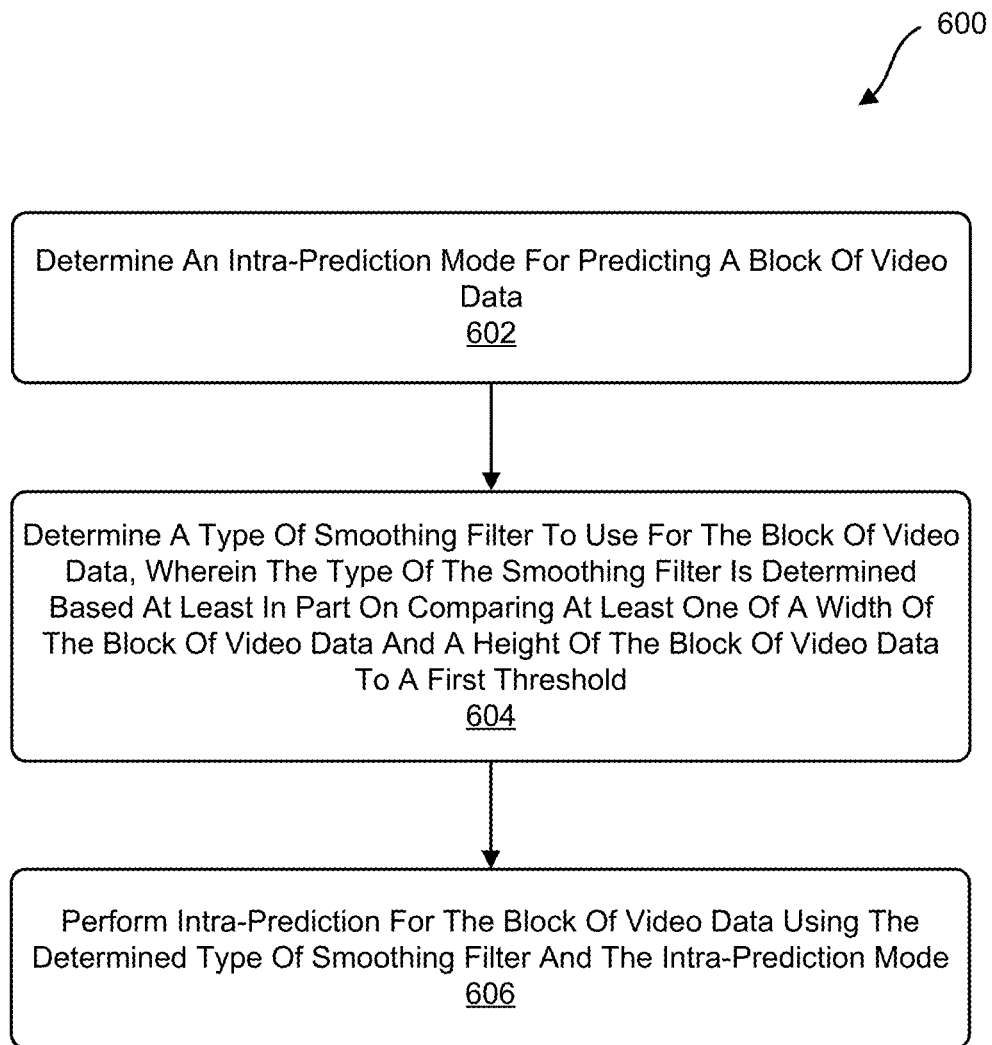 600
Determine An Intra-Prediction Mode For Predicting A Block Of Video
Data
602
Determine A Type Of Smoothing Filter To Use For The Block Of Video
Data, Wherein The Type Of The Smoothing Filter Is Determined
Based At Least In Part On Comparing At Least One Of A Width Of
The Block Of Video Data And A Height Of The Block Of Video Data
To A First Threshold
604
Perform Intra-Prediction For The Block Of Video Data Using The
Determined Type Of Smoothing Filter And The Intra-Prediction Mode
606